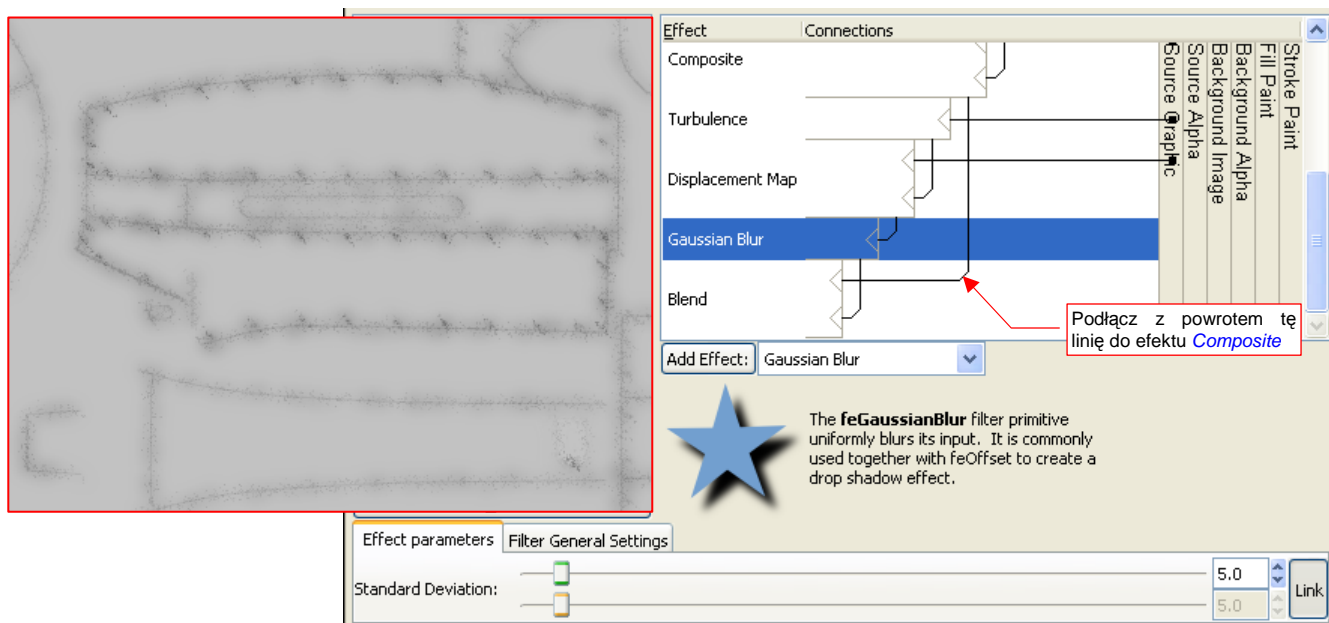 Effect Connections
Composite
Turbulence
Displacement Map
Gaussian Blur
Blend
Source Graphic
Source Alpha
Background Image
Background Alpha
Fill Paint
Stroke Paint
Podłącz z powrotem tę
linię do efektu Composite
Add Effect: Gaussian Blur
The feGaussianBlur filter primitive
uniformly blurs its input. It is commonly
used together with feOffset to create a
drop shadow effect.
Effect parameters Filter General Settings
Standard Deviation: 5.0
5.0
Link